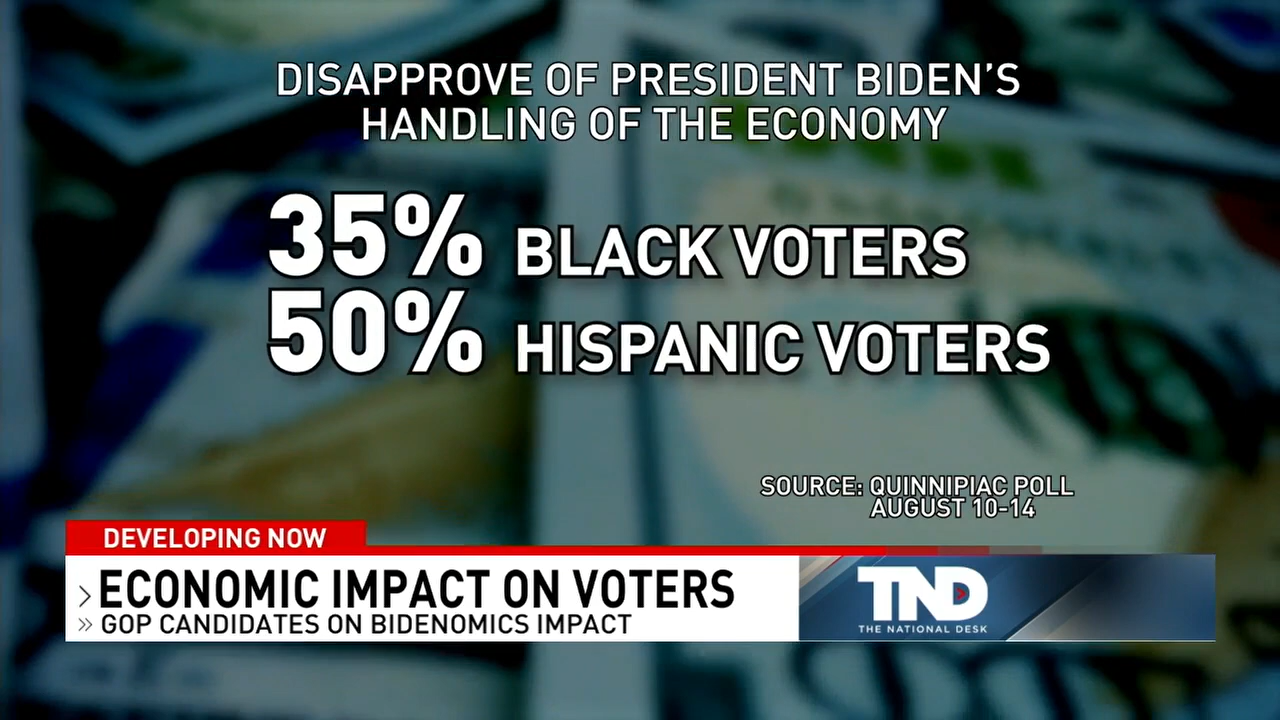 DISAPPROVE OF PRESIDENT BIDEN'S
HANDLING OF THE ECONOMY
35% BLACK VOTERS
50% HISPANIC VOTERS
SOURCE: QUINNIPIAC POLL
AUGUST 10-14
DEVELOPING NOW
> ECONOMIC IMPACT ON VOTERS
» GOP CANDIDATES ON BIDENOMICS IMPACT
TND
THE NATIONAL DESK